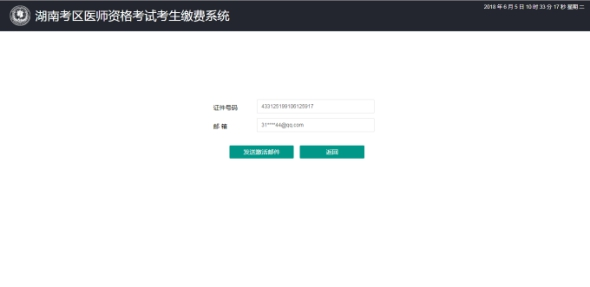 湖南考区医师资格考试考生缴费系统
2018 年 6 月 5 日 10 时 33 分 17 秒 星期 二
证件号码
邮 箱
31****44@qq.com
发送激活邮件
返回